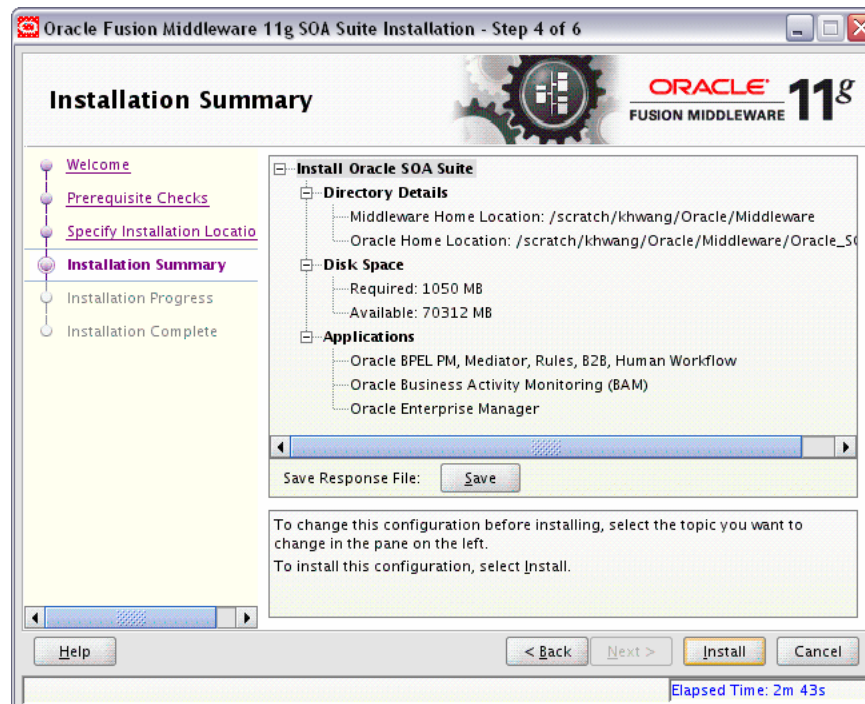 Oracle Fusion Middleware 11g SOA Suite Installation - Step 4 of 6
Installation Summary
ORACLE
FUSION MIDDLEWARE
11g
Welcome
Prerequisite Checks
Specify Installation Locatio
Installation Summary
Installation Progress
Installation Complete
Install Oracle SOA Suite
Directory Details
Middleware Home Location: /scratch/khwang/Oracle/Middleware
Oracle Home Location: /scratch/khwang/Oracle/Middleware/Oracle_SO
Disk Space
Required: 1050 MB
Available: 70312 MB
Applications
Oracle BPEL PM, Mediator, Rules, B2B, Human Workflow
Oracle Business Activity Monitoring (BAM)
Oracle Enterprise Manager
Save Response File: Save
To change this configuration before installing, select the topic you want to
change in the pane on the left.
To install this configuration, select Install.
Help < Back Next > Install Cancel
Elapsed Time: 2m 43s